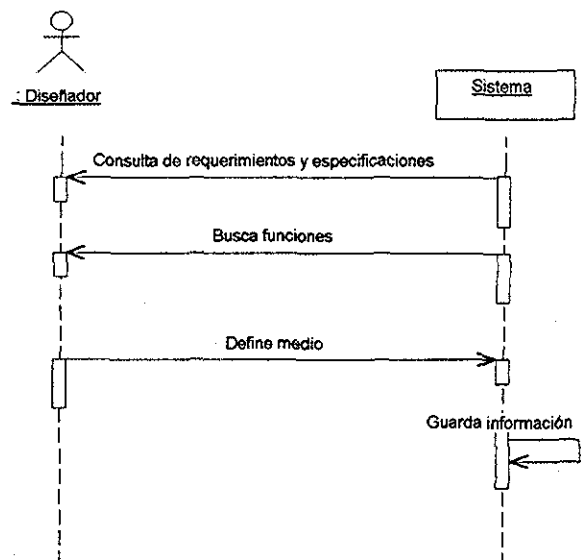 : Diseñador
Sistema
Consulta de requerimientos y especificaciones
Busca funciones
Define medio
Guarda información